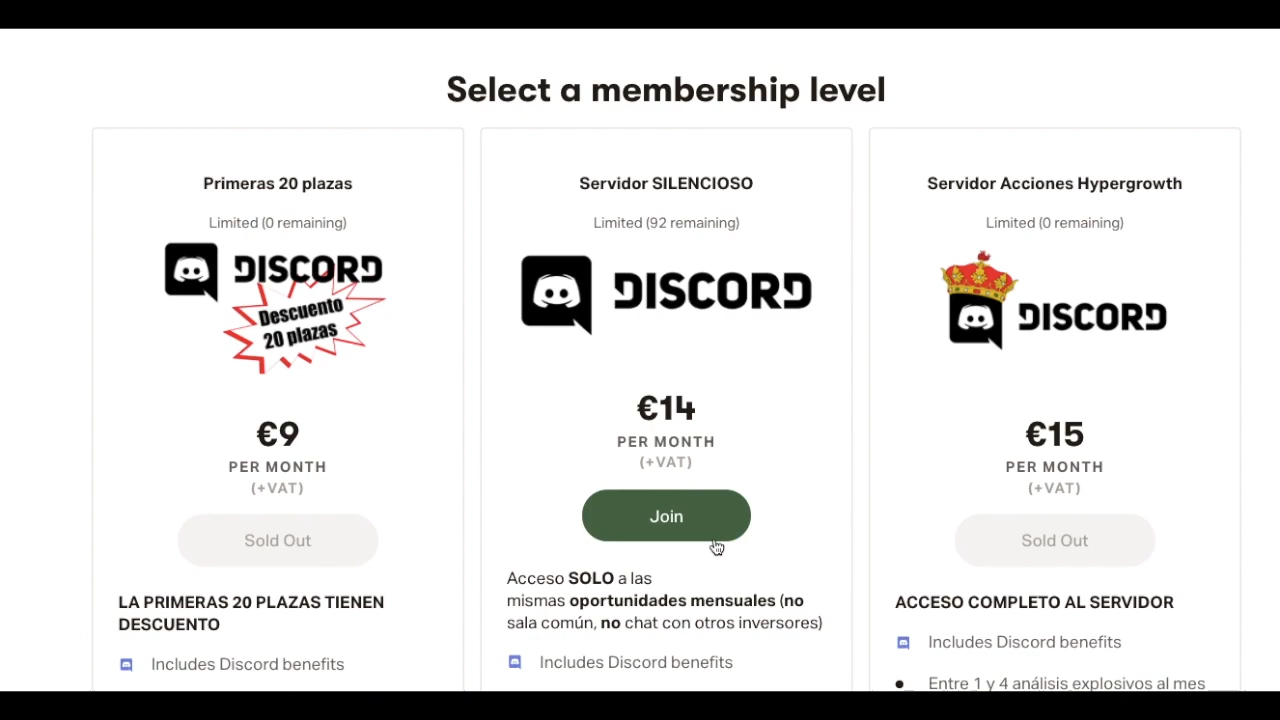 Select a membership level
Primeras 20 plazas
Limited (0 remaining)
DISCORD
Descuento
20 plazas
€9
PER MONTH
(+VAT)
Sold Out
LA PRIMERAS 20 PLAZAS TIENEN
DESCUENTO
Includes Discord benefits
Servidor SILENCIOSO
Limited (92 remaining)
DISCORD
€14
PER MONTH
(+VAT)
Join
Acceso SOLO a las
mismas oportunidades mensuales (no
sala común, no chat con otros inversores)
Includes Discord benefits
Servidor Acciones Hypergrowth
Limited (0 remaining)
DISCORD
€15
PER MONTH
(+VAT)
Sold Out
ACCESO COMPLETO AL SERVIDOR
Includes Discord benefits
Entre 1 y 4 análisis explosivos al mes